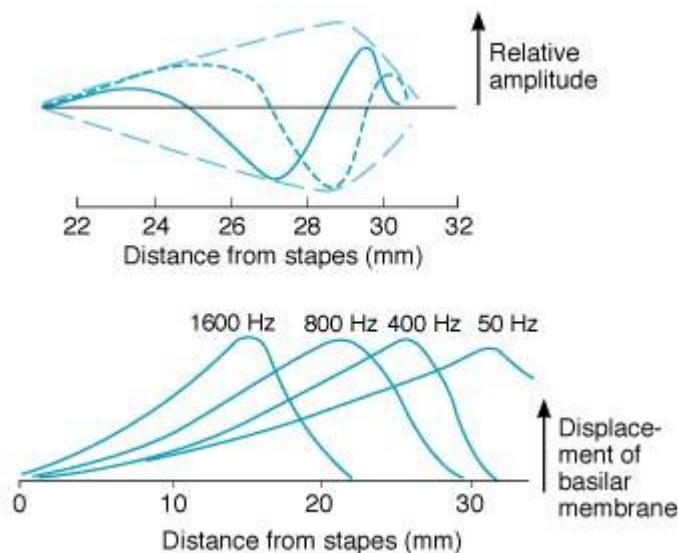 Relative
amplitude
22 24 26 28 30 32
Distance from stapes (mm)
1600 Hz 800 Hz 400 Hz 50 Hz
Displace-
ment of
basilar
membrane
0 10 20 30
Distance from stapes (mm)